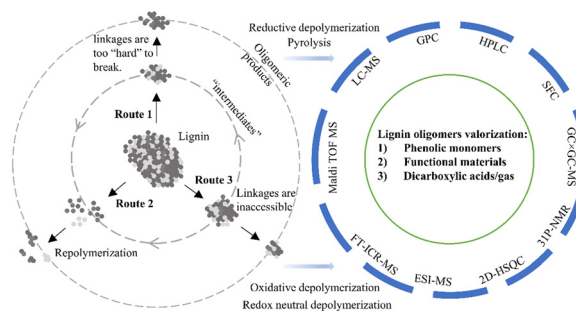 linkages are
too "hard" to
break.
Oligomeric
products
"intermediates"
Route 1
Lignin
Route 3
Linkages are
inaccessible
Route 2
Repolymerization
Reductive depolymerization
Pyrolysis
Oxidative depolymerization
Redox neutral depolymerization
LC-MS
GPC
HPLC
SFC
GC×GC-MS
31P-NMR
2D-HSQC
ESI-MS
FT-ICR-MS
Maldi TOF MS
Lignin oligomers valorization:
1) Phenolic monomers
2) Functional materials
3) Dicarboxylic acids/gas